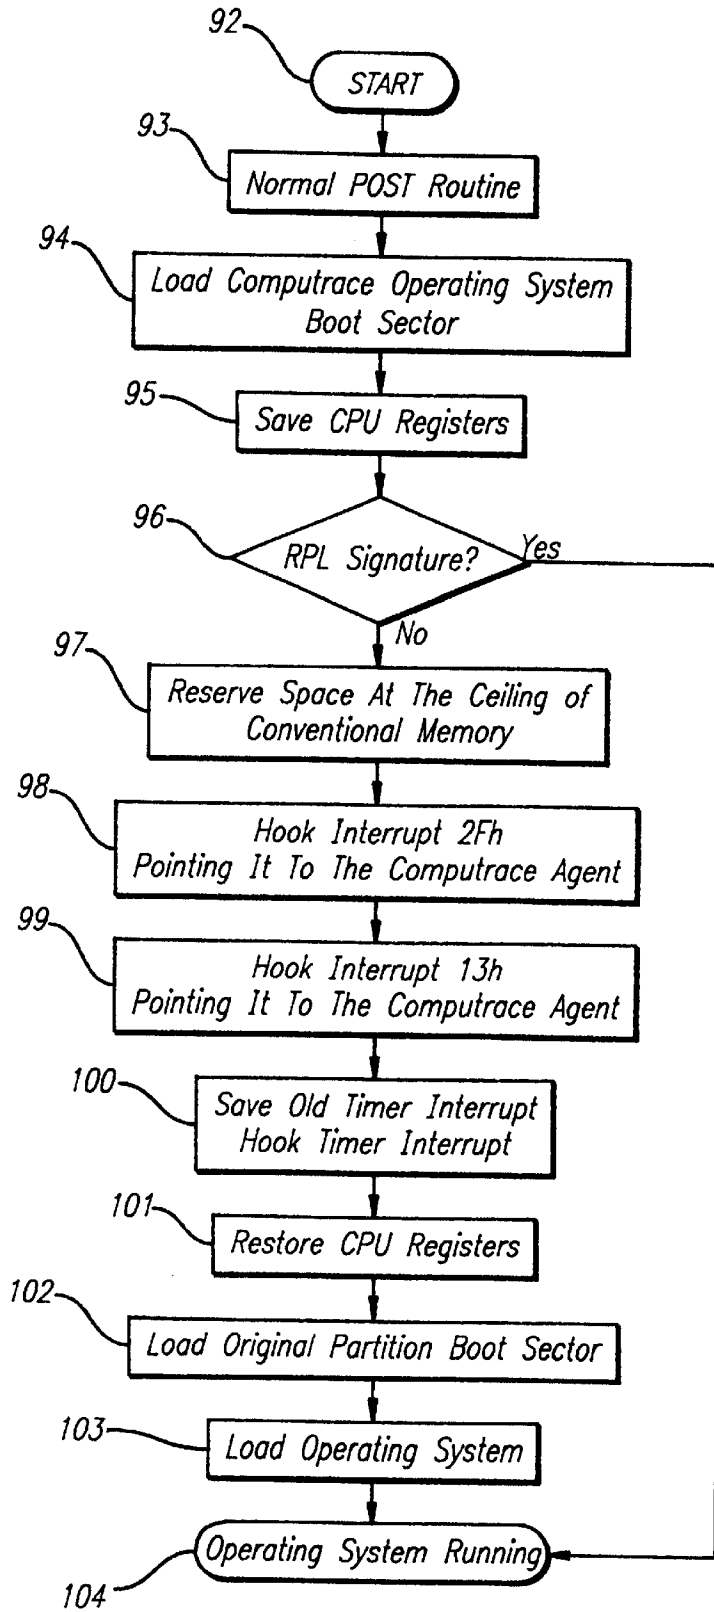 92
START
93
Normal POST Routine
94
Load Computrace Operating System
Boot Sector
95
Save CPU Registers
96
RPL Signature?
Yes
No
97
Reserve Space At The Ceiling of
Conventional Memory
98
Hook Interrupt 2Fh
Pointing It To The Computrace Agent
99
Hook Interrupt 13h
Pointing It To The Computrace Agent
100
Save Old Timer Interrupt
Hook Timer Interrupt
101
Restore CPU Registers
102
Load Original Partition Boot Sector
103
Load Operating System
Operating System Running
104